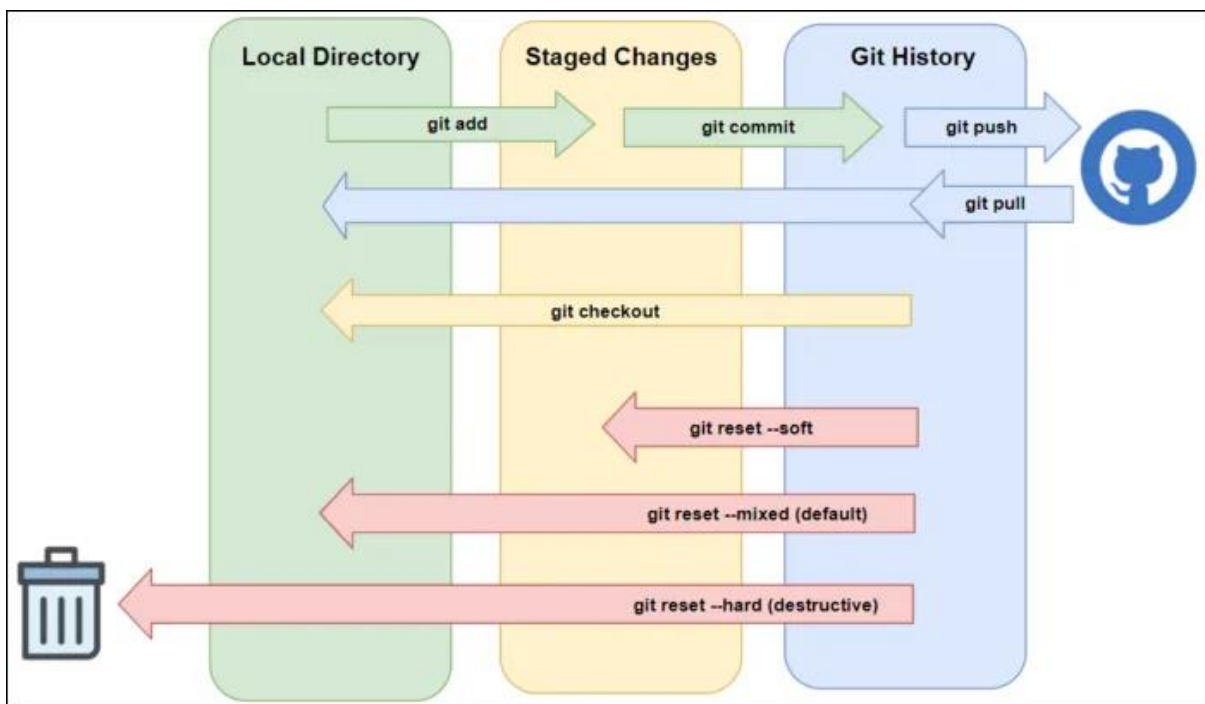 Local Directory
Staged Changes
Git History
git add
git commit
git push
git pull
git checkout
git reset --soft
git reset --mixed (default)
git reset --hard (destructive)